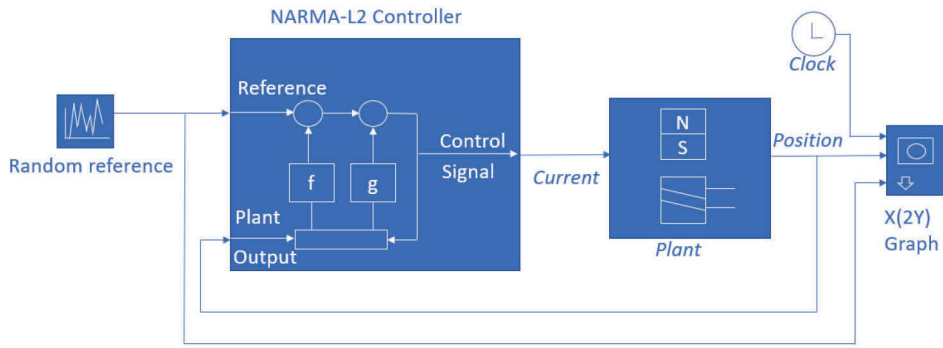 NARMA-L2 Controller
Clock
Reference
Random reference
f
g
Control
Signal
Plant
Output
Current
N
S
Plant
Position
X(2Y)
Graph